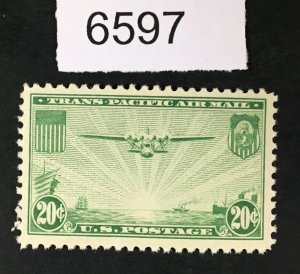 6597
TRANS-PACIFIC AIR MAIL
20¢ 20¢
U.S. POSTAGE